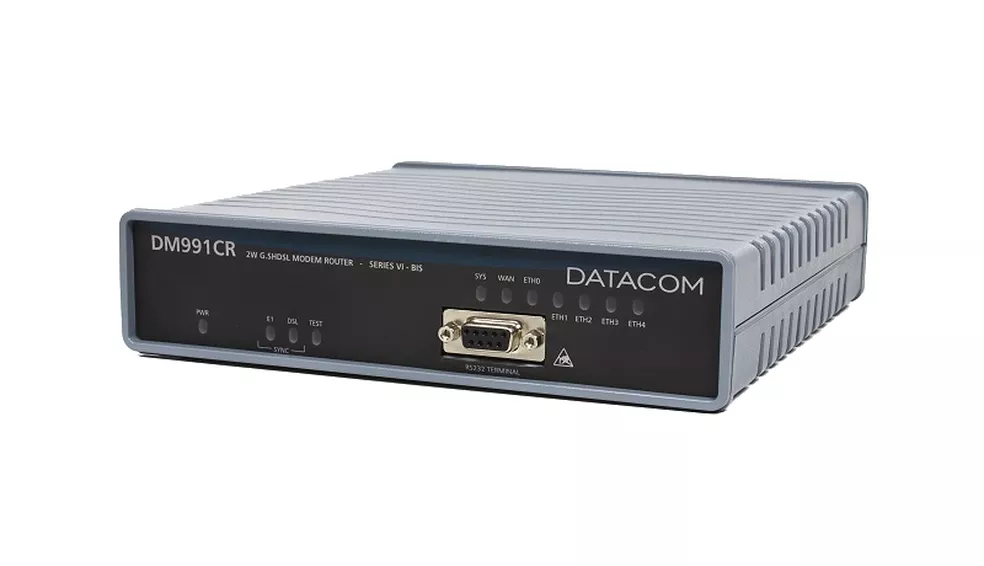 DM991CR 2W G.SHDSL MODEM ROUTER - SERIES VI - BIS
DATACOM
SYS WAN ETH0
ETH1 ETH2 ETH3 ETH4
PWR
E1 DSL TEST
SYNC
RS232 TERMINAL